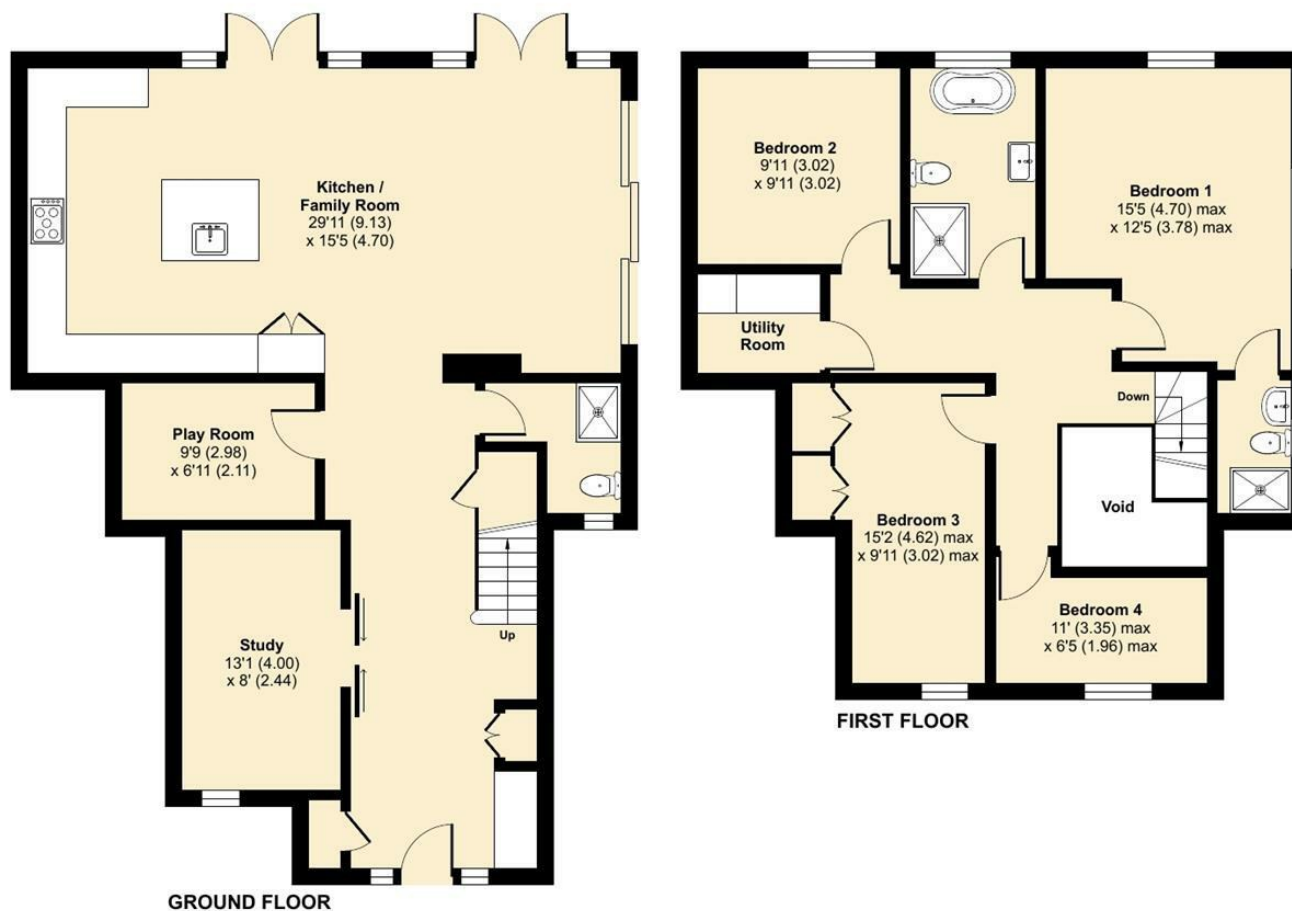 Kitchen /
Family Room
29'11 (9.13)
x 15'5 (4.70)
Play Room
9'9 (2.98)
x 6'11 (2.11)
Study
13'1 (4.00)
x 8' (2.44)
Up
GROUND FLOOR
Bedroom 2
9'11 (3.02)
x 9'11 (3.02)
Bedroom 1
15'5 (4.70) max
x 12'5 (3.78) max
Utility
Room
Down
Void
Bedroom 3
15'2 (4.62) max
x 9'11 (3.02) max
Bedroom 4
11' (3.35) max
x 6'5 (1.96) max
FIRST FLOOR